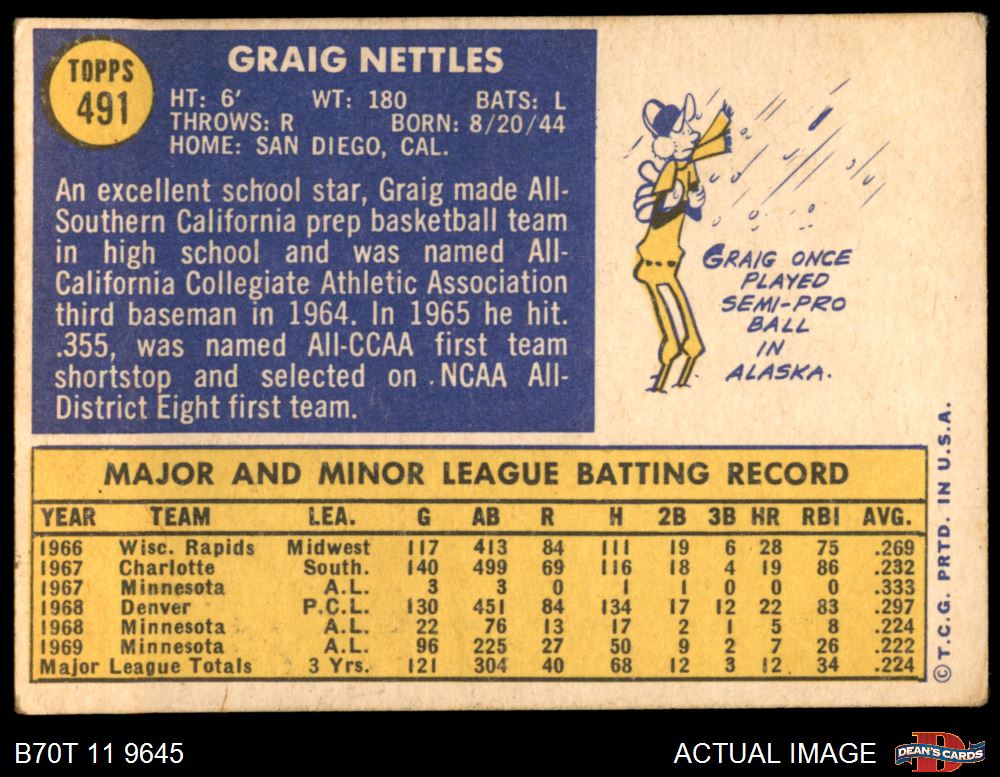 TOPPS
491
GRAIG NETTLES
HT: 6' WT: 180 BATS: L
THROWS: R BORN: 8/20/44
HOME: SAN DIEGO, CAL.
An excellent school star, Graig made All-
Southern California prep basketball team
in high school and was named All-
California Collegiate Athletic Association
third baseman in 1964. In 1965 he hit.
.355, was named All-CCAA first team
shortstop and selected on . NCAA All-
District Eight first team.
GRAIG ONCE
PLAYED
SEMI-PRO
BALL
IN
ALASKA.
MAJOR AND MINOR LEAGUE BATTING RECORD
YEAR TEAM LEA. G AB R H 2B 3B HR RBI AVG.
1966 Wisc. Rapids Midwest 117 413 84 111 19 6 28 75 .269
1967 Charlotte South. 140 499 69 116 18 4 19 86 .232
1967 Minnesota A.L. 3 3 0 1 1 0 0 0 .333
1968 Denver P.C.L. 130 451 84 134 17 12 22 83 .297
1968 Minnesota A.L. 22 76 13 17 2 1 5 8 .224
1969 Minnesota A.L. 96 225 27 50 9 2 7 26 .222
Major League Totals 3 Yrs. 121 304 40 68 12 3 12 34 .224
© T.C.G. PRTD. IN U.S.A.
B70T 11 9645
ACTUAL IMAGE
D
DEAN'S CARDS